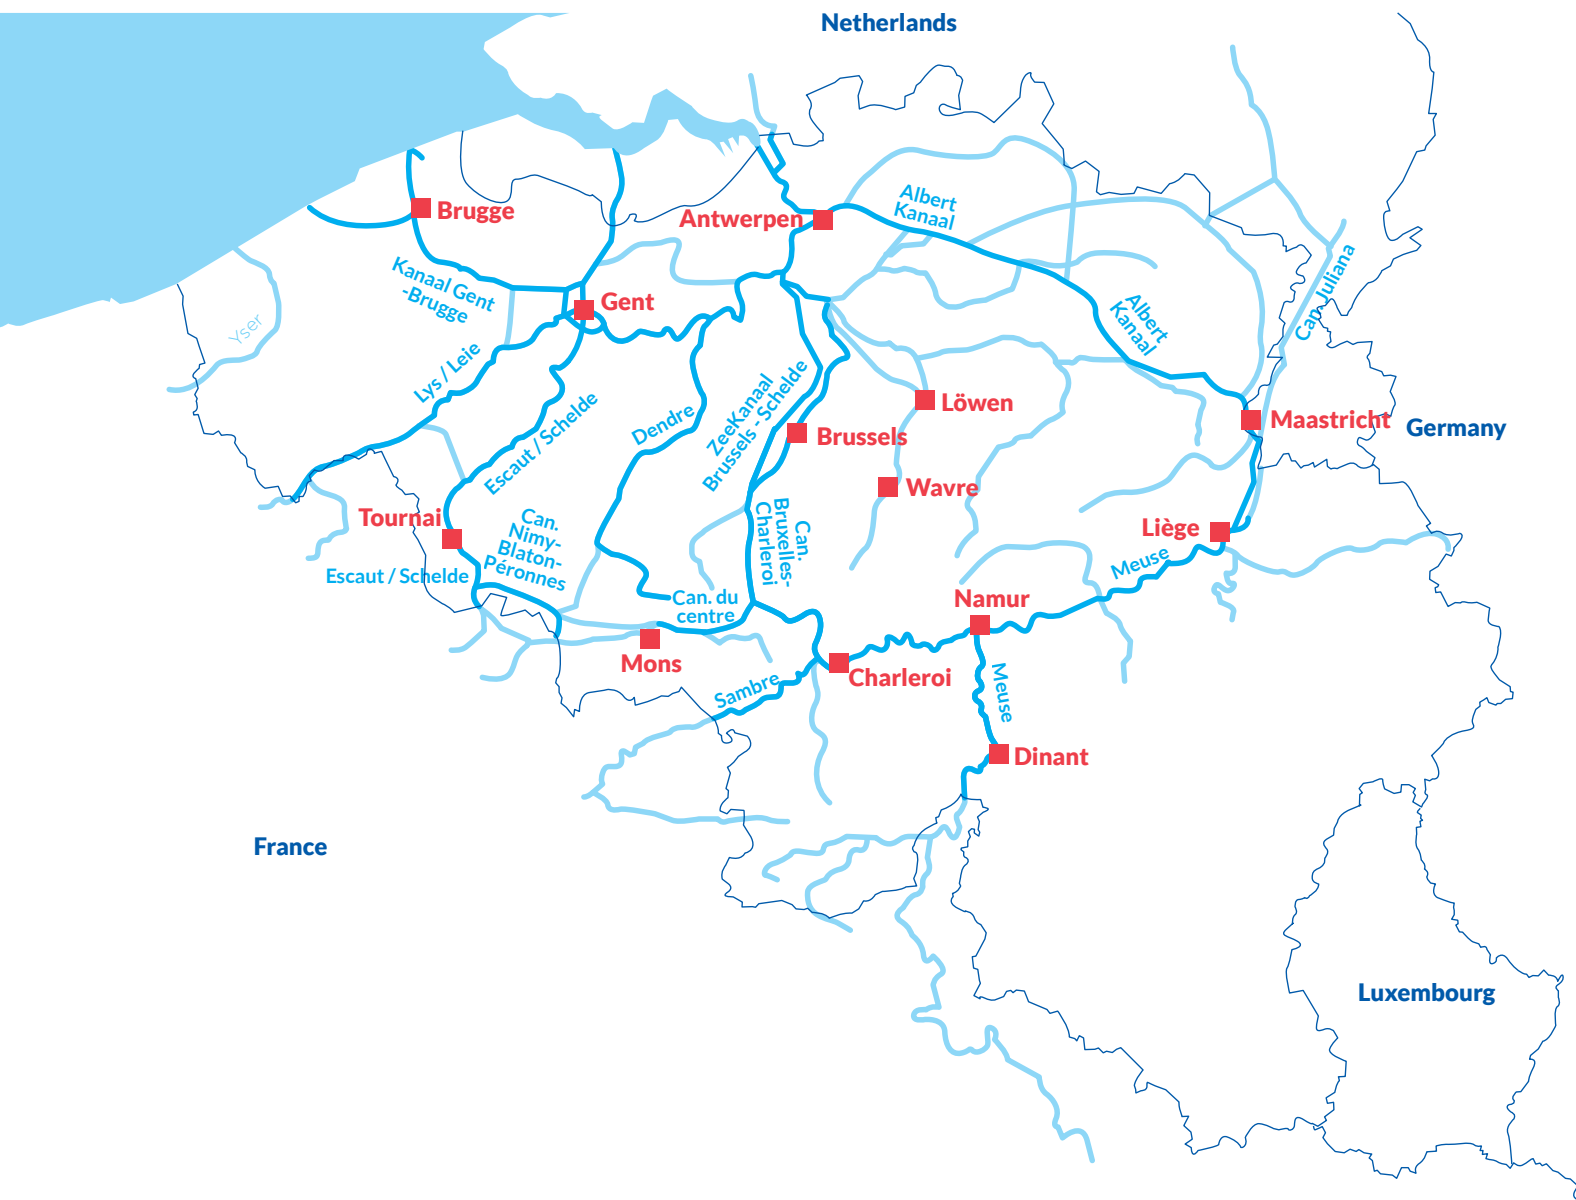 Netherlands
Brugge
Antwerpen
Albert
Kanaal
Kanaal Gent
-Brugge
Gent
Can. Juliana
Yser
Albert
Kanaal
Lys / Leie
Escaut / Schelde
Dendre
ZeeKanaal
Brussels - Schelde
Löwen
Brussels
Maastricht
Germany
Wavre
Tournai
Can.
Nimy-
Blaton-
Péronnes
Can.
Bruxelles-
Charleroi
Liège
Escaut / Schelde
Meuse
Can. du
centre
Namur
Mons
Charleroi
Sambre
Meuse
Dinant
France
Luxembourg